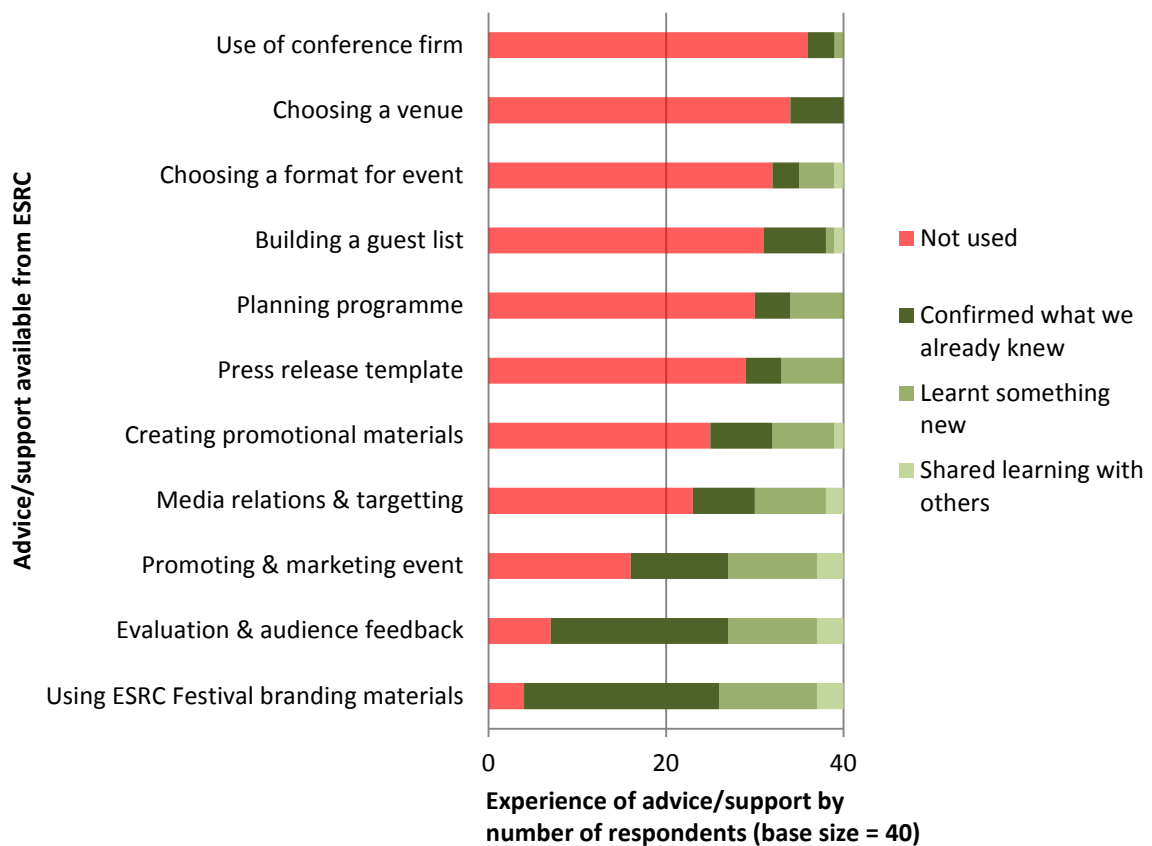 Advice/support available from ESRC
Use of conference firm
Choosing a venue
Choosing a format for event
Building a guest list
Planning programme
Press release template
Creating promotional materials
Media relations & targetting
Promoting & marketing event
Evaluation & audience feedback
Using ESRC Festival branding materials
0 20 40
Experience of advice/support by
number of respondents (base size = 40)
Not used
Confirmed what we
already knew
Learnt something
new
Shared learning with
others